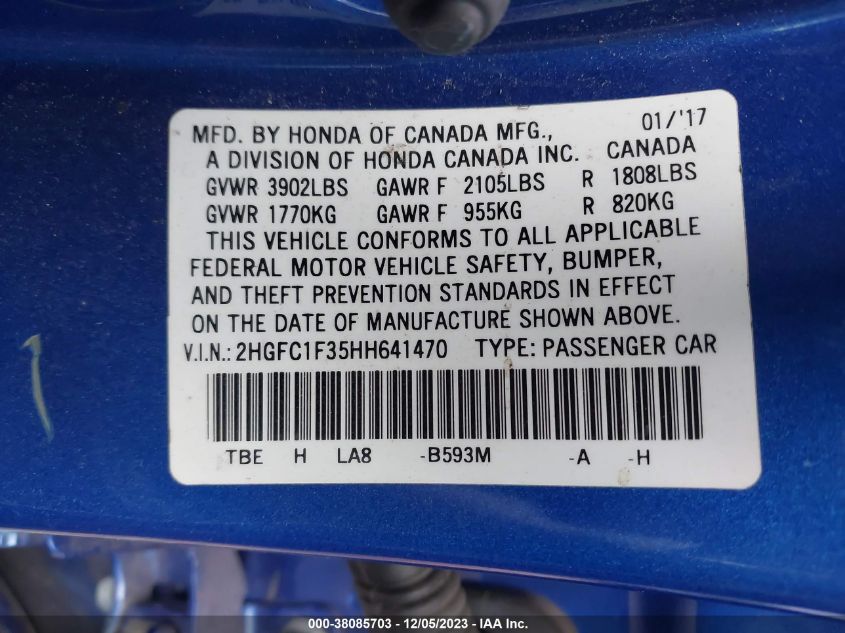 MFD. BY HONDA OF CANADA MFG., 01/'17
A DIVISION OF HONDA CANADA INC. CANADA
GVWR 3902LBS GAWR F 2105LBS R 1808LBS
GVWR 1770KG GAWR F 955KG R 820KG
THIS VEHICLE CONFORMS TO ALL APPLICABLE
FEDERAL MOTOR VEHICLE SAFETY, BUMPER,
AND THEFT PREVENTION STANDARDS IN EFFECT
ON THE DATE OF MANUFACTURE SHOWN ABOVE.
V.I.N.: 2HGFC1F35HH641470 TYPE: PASSENGER CAR
TBE H LA8 -B593M -A -H
000-38085703 - 12/05/2023 - IAA Inc.